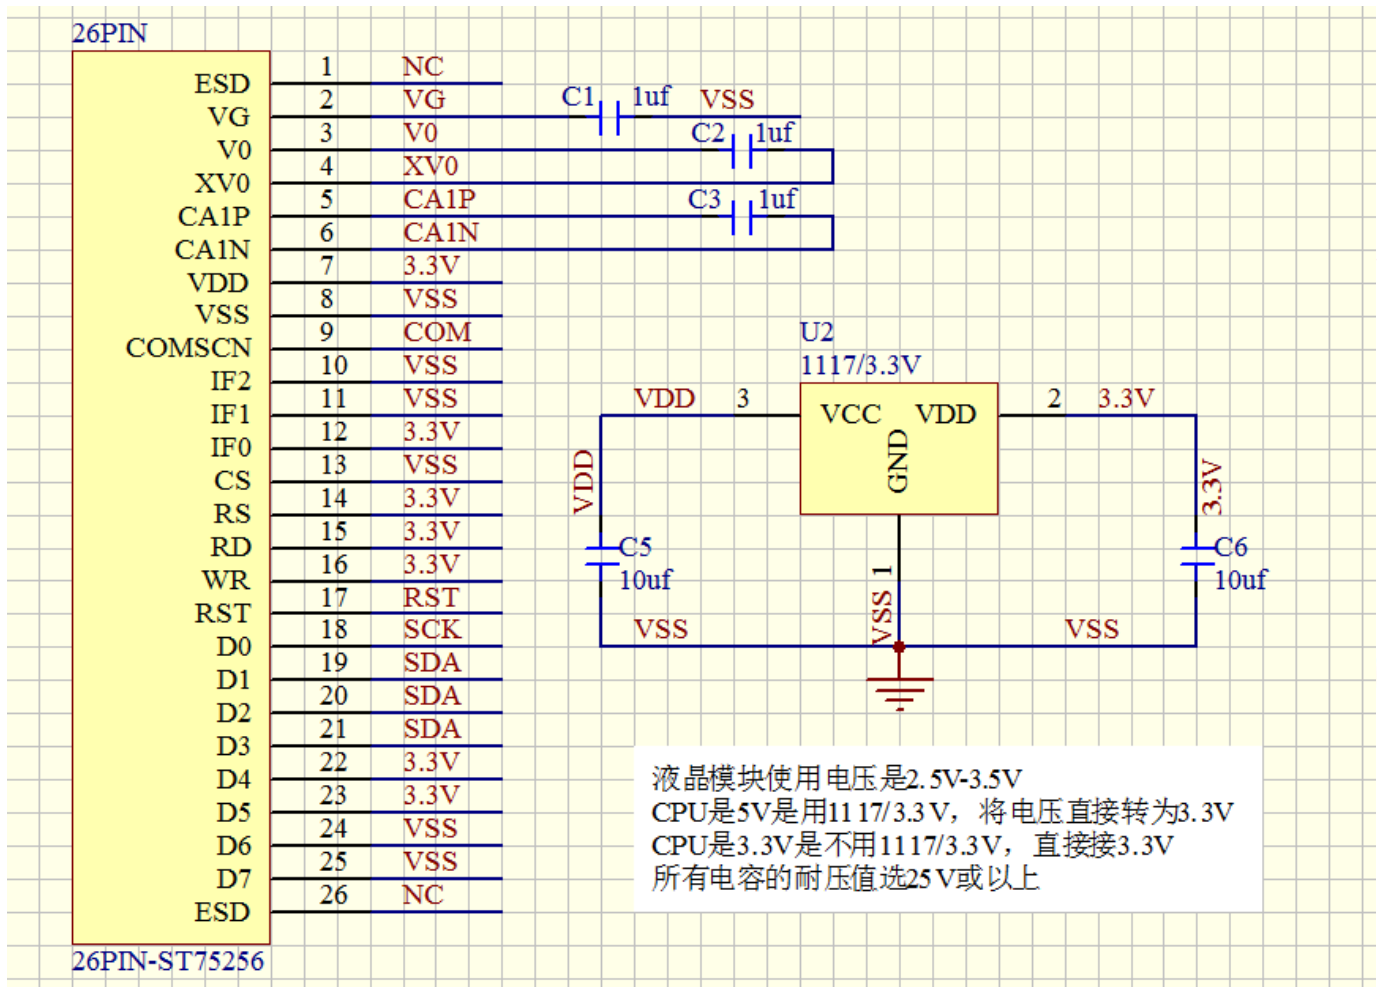 26PIN
ESD 1 NC
VG 2 VG C1 1uf VSS
V0 3 V0 C2 1uf
XV0 4 XV0
CA1P 5 CA1P C3 1uf
CA1N 6 CA1N
VDD 7 3.3V
VSS 8 VSS
COMSCN 9 COM
IF2 10 VSS
IF1 11 VSS
IF0 12 3.3V
CS 13 VSS
RS 14 3.3V
RD 15 3.3V
WR 16 3.3V
RST 17 RST
D0 18 SCK
D1 19 SDA
D2 20 SDA
D3 21 SDA
D4 22 3.3V
D5 23 3.3V
D6 24 VSS
D7 25 VSS
ESD 26 NC
26PIN-ST75256
U2
1117/3.3V
VDD 3 VCC VDD 2 3.3V
GND
VDD
3.3V
C5
10uf
C6
10uf
1
VSS
VSS
VSS
液晶模块使用电压是2.5V-3.5V
CPU是5V是用1117/3.3V，将电压直接转为3.3V
CPU是3.3V是不用1117/3.3V，直接接3.3V
所有电容的耐压值选25V或以上